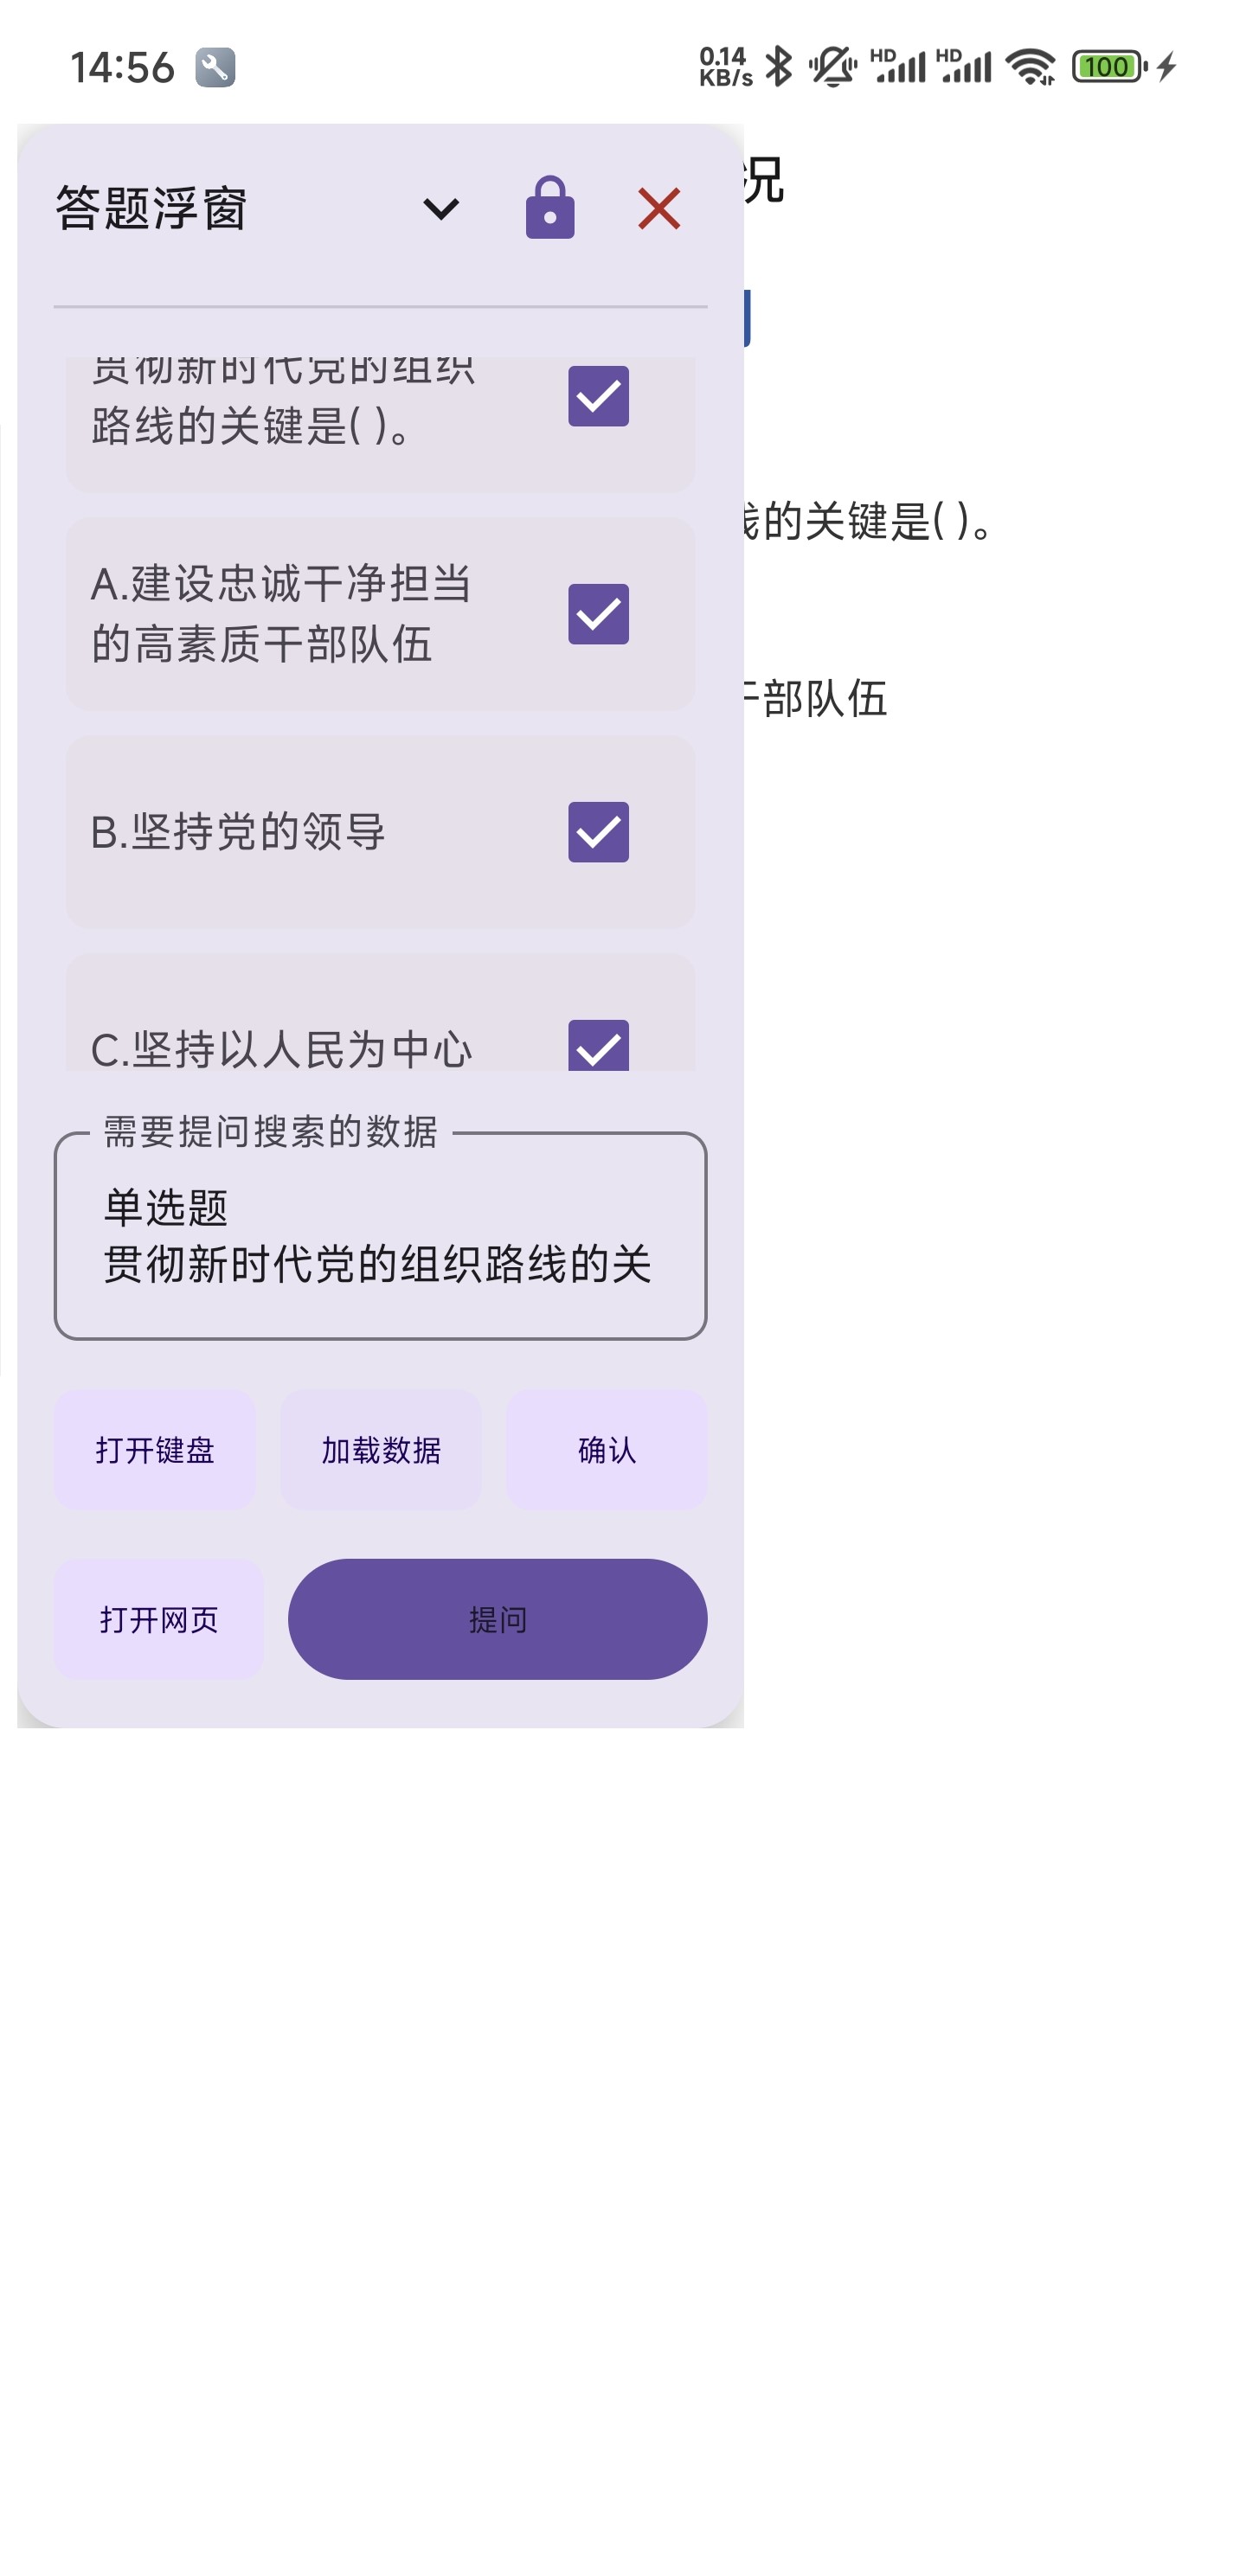 14:56
0.14
KB/s
HD
HD
100
况
答题浮窗
贯彻新时代党的组织
路线的关键是( )。
线的关键是( )。
A.建设忠诚干净担当
的高素质干部队伍
干部队伍
B.坚持党的领导
C.坚持以人民为中心
需要提问搜索的数据
单选题
贯彻新时代党的组织路线的关
打开键盘
加载数据
确认
打开网页
提问